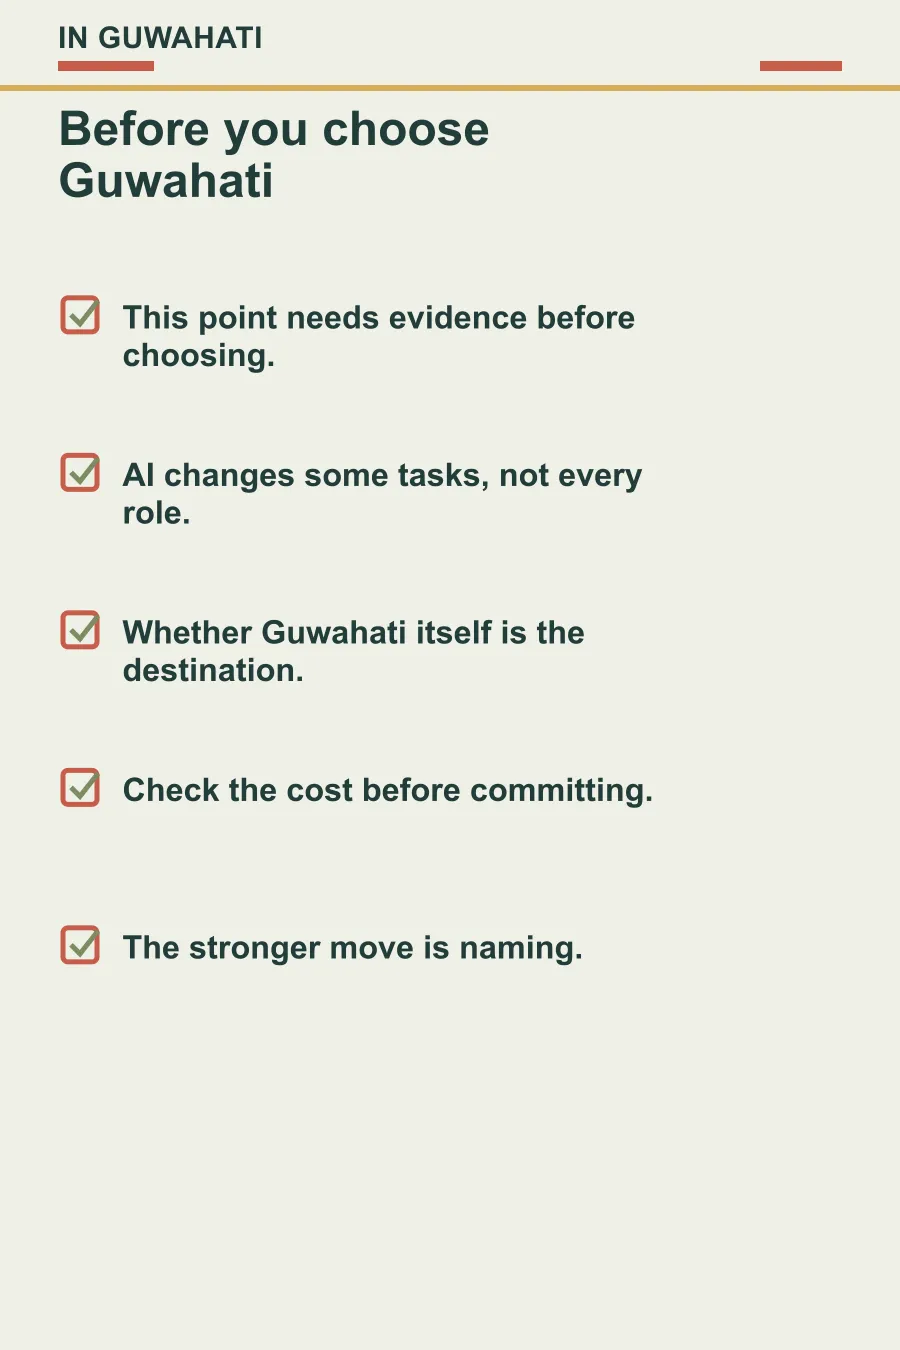 IN GUWAHATI
Before you choose
Guwahati
This point needs evidence before
choosing.
AI changes some tasks, not every
role.
Whether Guwahati itself is the
destination.
Check the cost before committing.
The stronger move is naming.